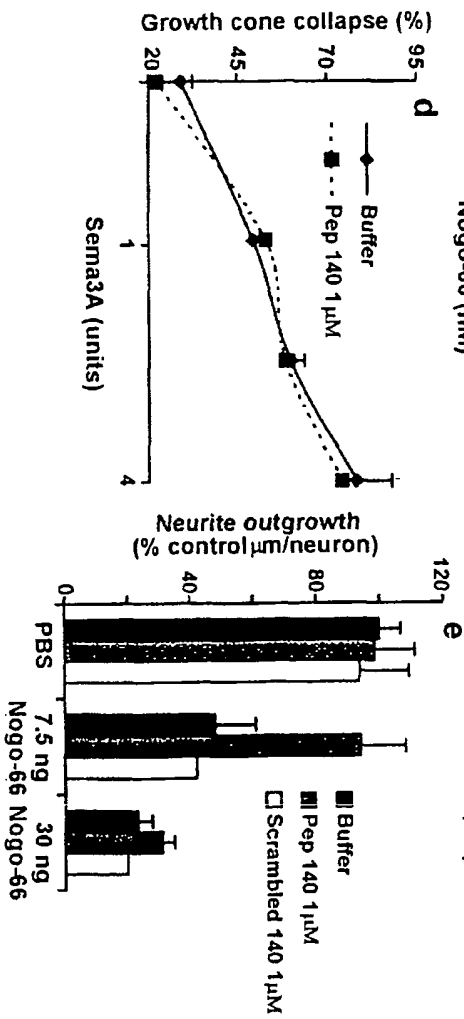 d
Growth cone collapse (%)
95
70
45
20
Buffer
Pep 140 1μM
1
4
Sema3A (units)
e
Neurite outgrowth
(% control μm/neuron)
120
80
40
0
Buffer
Pep 140 1μM
Scrambled 140 1μM
PBS
7.5 ng
Nogo-66
30 ng
Nogo-66